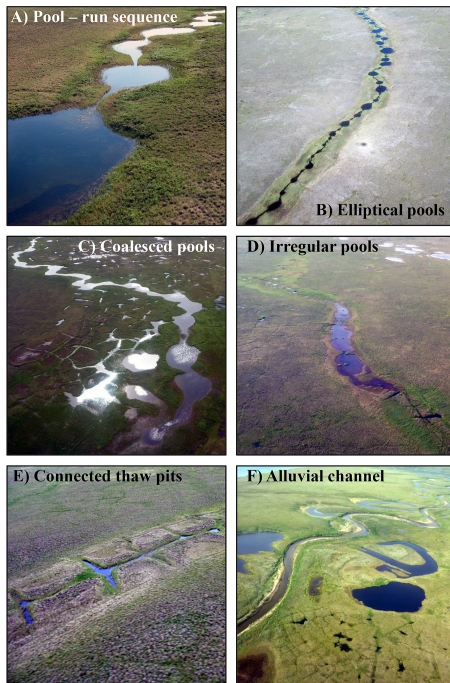 A) Pool – run sequence
B) Elliptical pools
C) Coalesced pools
D) Irregular pools
E) Connected thaw pits
F) Alluvial channel